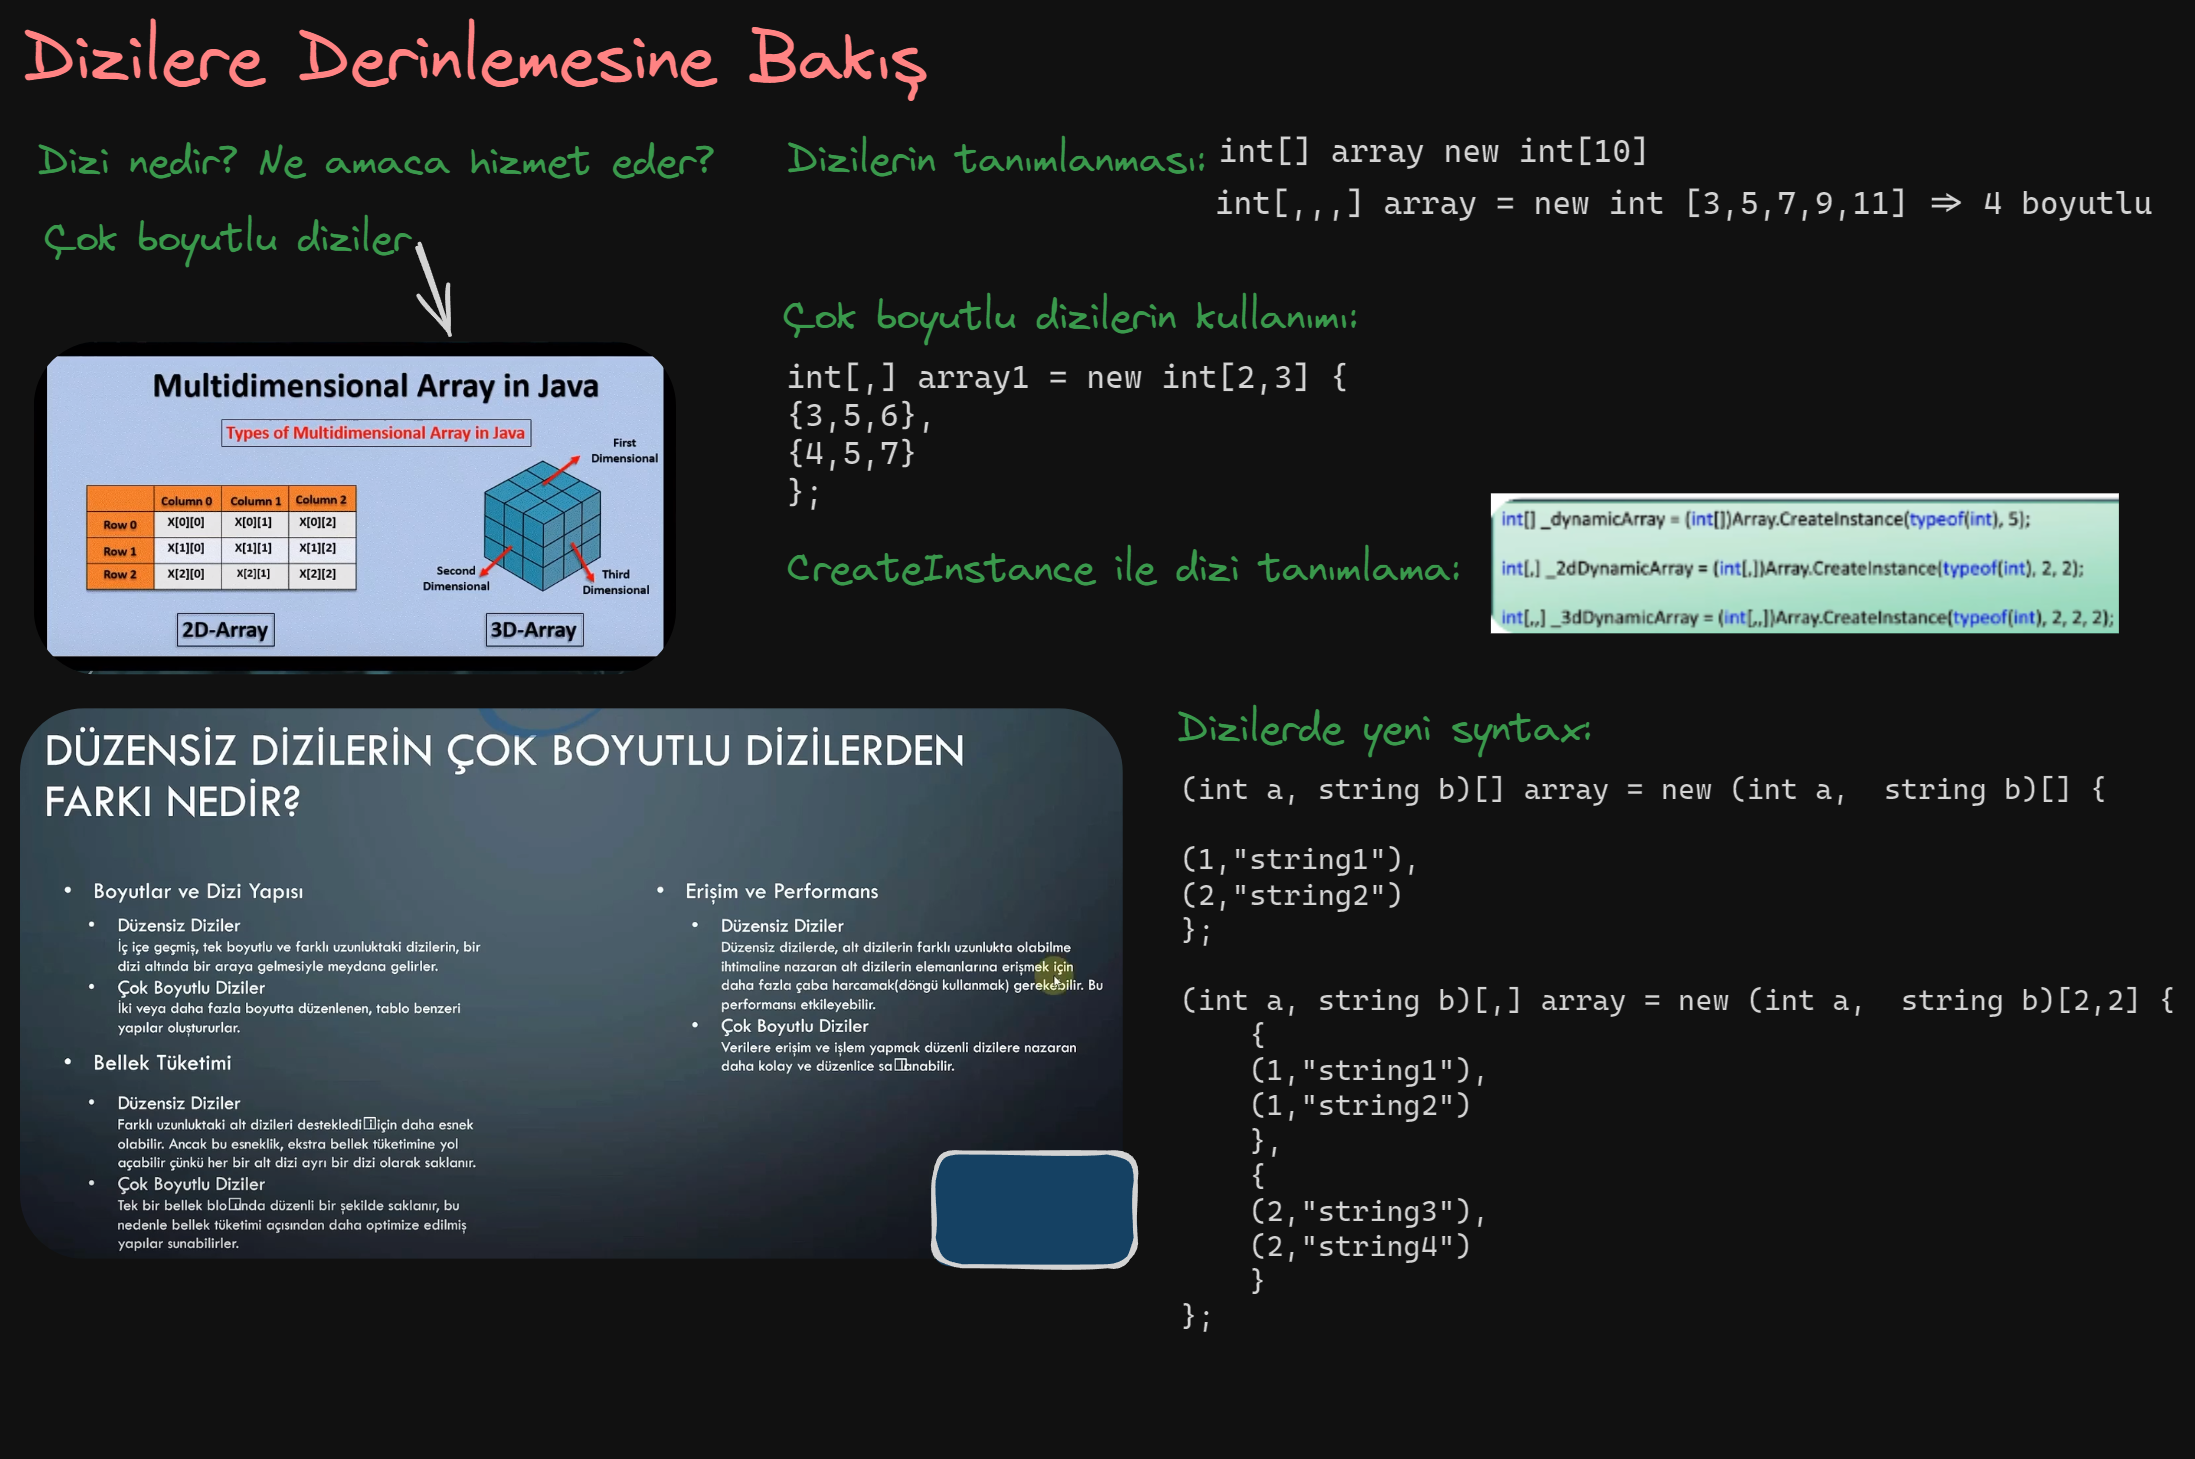 Dizilere Derinlemesine Bakış
Dizi nedir? Ne amaca hizmet eder?
Çok boyutlu diziler
Multidimensional Array in Java
Types of Multidimensional Array in Java
Column 0 Column 1 Column 2
Row 0 X[0][0] X[0][1] X[0][2]
Row 1 X[1][0] X[1][1] X[1][2]
Row 2 X[2][0] X[2][1] X[2][2]
2D-Array
First
Dimensional
Second
Dimensional
Third
Dimensional
3D-Array
Dizilerin tanımlanması:
int[] array new int[10]
int[,,,] array = new int [3,5,7,9,11] => 4 boyutlu
Çok boyutlu dizilerin kullanımı:
int[,] array1 = new int[2,3] {
{3,5,6},
{4,5,7}
};
CreateInstance ile dizi tanımlama:
int[] _dynamicArray = (int[])Array.CreateInstance(typeof(int), 5);
int[,] _2dDynamicArray = (int[,])Array.CreateInstance(typeof(int), 2, 2);
int[,,] _3dDynamicArray = (int[,,])Array.CreateInstance(typeof(int), 2, 2, 2);
DÜZENSİZ DİZİLERİN ÇOK BOYUTLU DİZİLERDEN
FARKI NEDİR?
• Boyutlar ve Dizi Yapısı
• Düzensiz Diziler
İç içe geçmiş, tek boyutlu ve farklı uzunluktaki dizilerin, bir
dizi altında bir araya gelmesiyle meydana gelirler.
• Çok Boyutlu Diziler
İki veya daha fazla boyutta düzenlenen, tablo benzeri
yapılar oluştururlar.
• Bellek Tüketimi
• Düzensiz Diziler
Farklı uzunluktaki alt dizileri destekledi için daha esnek
olabilir. Ancak bu esneklik, ekstra bellek tüketimine yol
açabilir çünkü her bir alt dizi ayrı bir dizi olarak saklanır.
• Çok Boyutlu Diziler
Tek bir bellek blo unda düzenli bir şekilde saklanır, bu
nedenle bellek tüketimi açısından daha optimize edilmiş
yapılar sunabilirler.
• Erişim ve Performans
• Düzensiz Diziler
Düzensiz dizilerde, alt dizilerin farklı uzunlukta olabilme
ihtimaline nazaran alt dizilerin elemanlarına erişmek için
daha fazla çaba harcamak(döngü kullanmak) gerekebilir. Bu
performansı etkileyebilir.
• Çok Boyutlu Diziler
Verilere erişim ve işlem yapmak düzenli dizilere nazaran
daha kolay ve düzenlice sa lanabilir.
Dizilerde yeni syntax:
(int a, string b)[] array = new (int a, string b)[] {
(1,"string1"),
(2,"string2")
};
(int a, string b)[,] array = new (int a, string b)[2,2] {
{
(1,"string1"),
(1,"string2")
},
{
(2,"string3"),
(2,"string4")
}
};